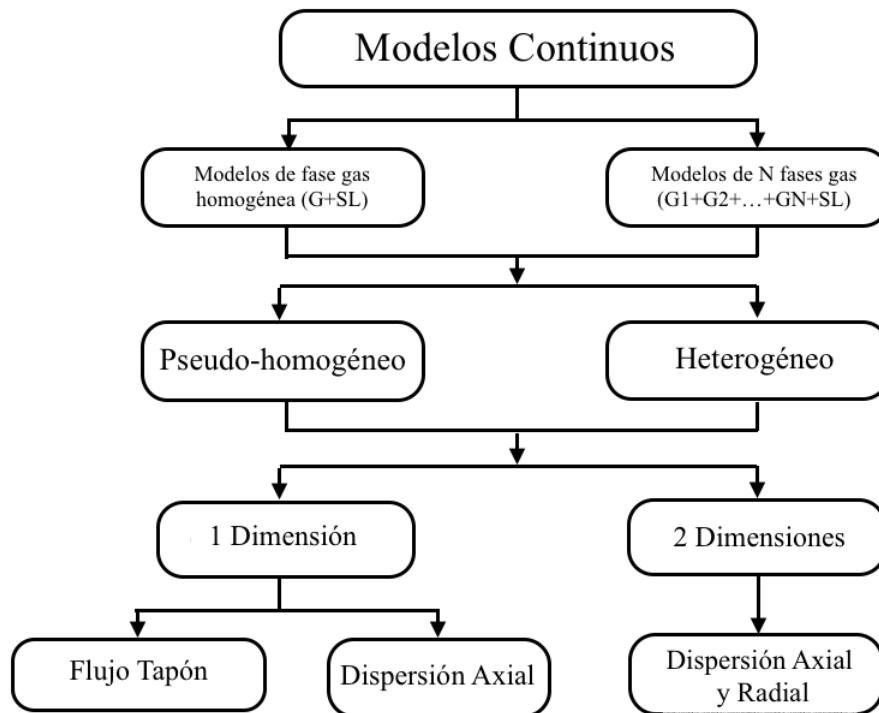 Modelos Continuos
Modelos de fase gas
homogénea (G+SL)
Modelos de N fases gas
(G1+G2+…+GN+SL)
Pseudo-homogéneo
Heterogéneo
1 Dimensión
2 Dimensiones
Flujo Tapón
Dispersión Axial
Dispersión Axial
y Radial